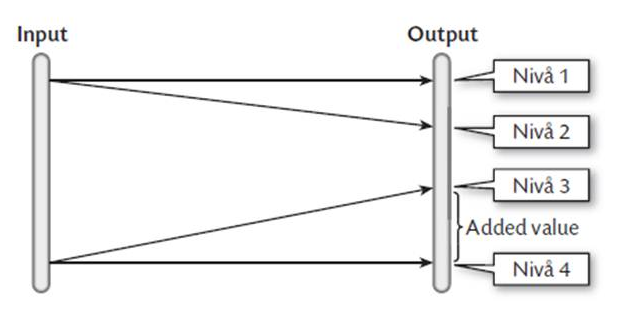 Input
Output
Nivå 1
Nivå 2
Nivå 3
Added value
Nivå 4